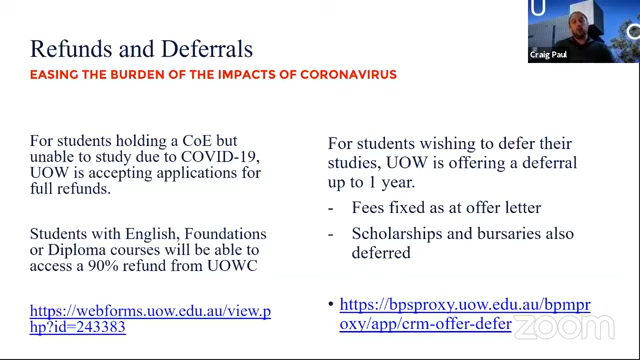 Refunds and Deferrals
EASING THE BURDEN OF THE IMPACTS OF CORONAVIRUS
For students holding a CoE but
unable to study due to COVID-19,
UOW is accepting applications for
full refunds.
Students with English, Foundations
or Diploma courses will be able to
access a 90% refund from UOWC
https://webforms.uow.edu.au/view.p
hp?id=243383
For students wishing to defer their
studies, UOW is offering a deferral
up to 1 year.
- Fees fixed as at offer letter
- Scholarships and bursaries also
deferred
• https://bpsproxy.uow.edu.au/bpmpr
oxy/app/crm-offer-defer
zoom
U
O
Craig Paul